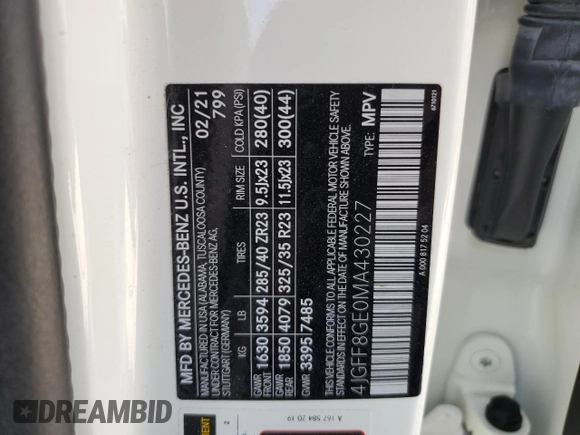 MFD BY MERCEDES-BENZ U.S. INTL., INC
MANUFACTURED IN USA (ALABAMA, TUSCALOOSA COUNTY)
UNDER CONTRACT FOR MERCEDES-BENZ AG,
STUTTGART (GERMANY)
02/21
799
KG LB TIRES RIM SIZE COLD KPA (PSI)
GAWR FRONT 1630 3594 285/40 ZR23 9.5Jx23 280(40)
GAWR REAR 1850 4079 325/35 R23 11.5Jx23 300(44)
GVWR 3395 7485
THIS VEHICLE CONFORMS TO ALL APPLICABLE FEDERAL MOTOR VEHICLE SAFETY
STANDARDS IN EFFECT ON THE DATE OF MANUFACTURE SHOWN ABOVE.
4JGFF8GE0MA430227 TYPE: MPV
A 000 817 52 04
6710121
A 167 584 20 19
2
DREAMBID